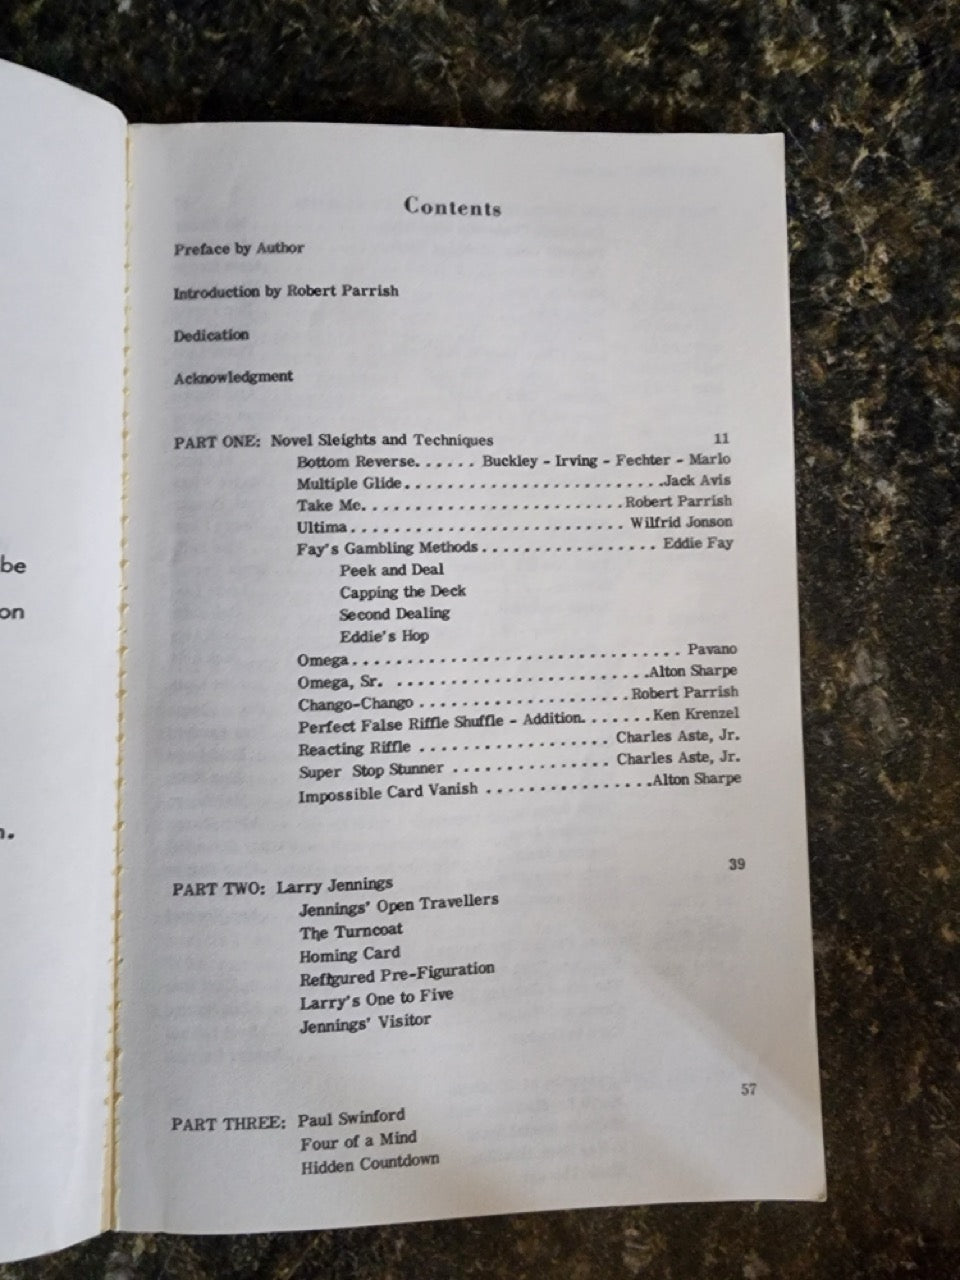 be
on
Contents
Preface by Author
Introduction by Robert Parrish
Dedication
Acknowledgment
PART ONE: Novel Sleights and Techniques 11
Bottom Reverse. . . . . . Buckley - Irving - Fechter - Marlo
Multiple Glide . . . . . . . . . . . . . . . . . . . . . . . . .Jack Avis
Take Me. . . . . . . . . . . . . . . . . . . . . . . . . Robert Parrish
Ultima . . . . . . . . . . . . . . . . . . . . . . . . . . Wilfrid Jonson
Fay's Gambling Methods . . . . . . . . . . . . . . . . . Eddie Fay
Peek and Deal
Capping the Deck
Second Dealing
Eddie's Hop
Omega . . . . . . . . . . . . . . . . . . . . . . . . . . . . . . . Pavano
Omega, Sr. . . . . . . . . . . . . . . . . . . . . . . . . .Alton Sharpe
Chango-Chango . . . . . . . . . . . . . . . . . . . . Robert Parrish
Perfect False Riffle Shuffle - Addition. . . . . . . Ken Krenzel
Reacting Riffle . . . . . . . . . . . . . . . . . . Charles Aste, Jr.
Super Stop Stunner . . . . . . . . . . . . . . . Charles Aste, Jr.
Impossible Card Vanish . . . . . . . . . . . . . . . .Alton Sharpe
PART TWO: Larry Jennings 39
Jennings' Open Travellers
The Turncoat
Homing Card
Refigured Pre-Figuration
Larry's One to Five
Jennings' Visitor
PART THREE: Paul Swinford 57
Four of a Mind
Hidden Countdown